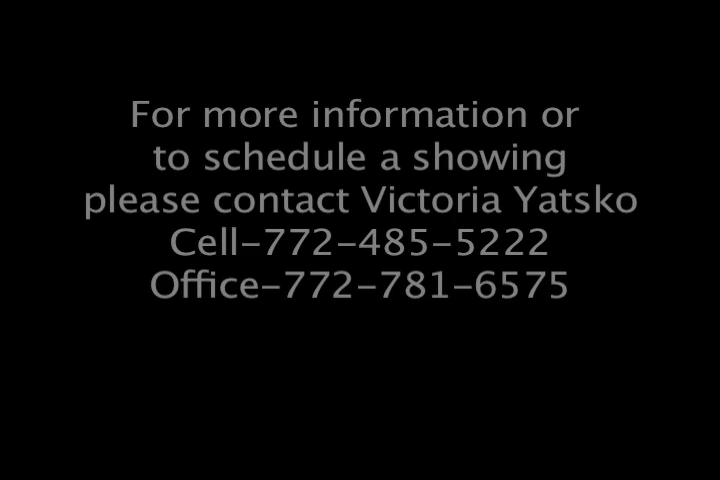 For more information or
to schedule a showing
please contact Victoria Yatsko
Cell-772-485-5222
Office-772-781-6575